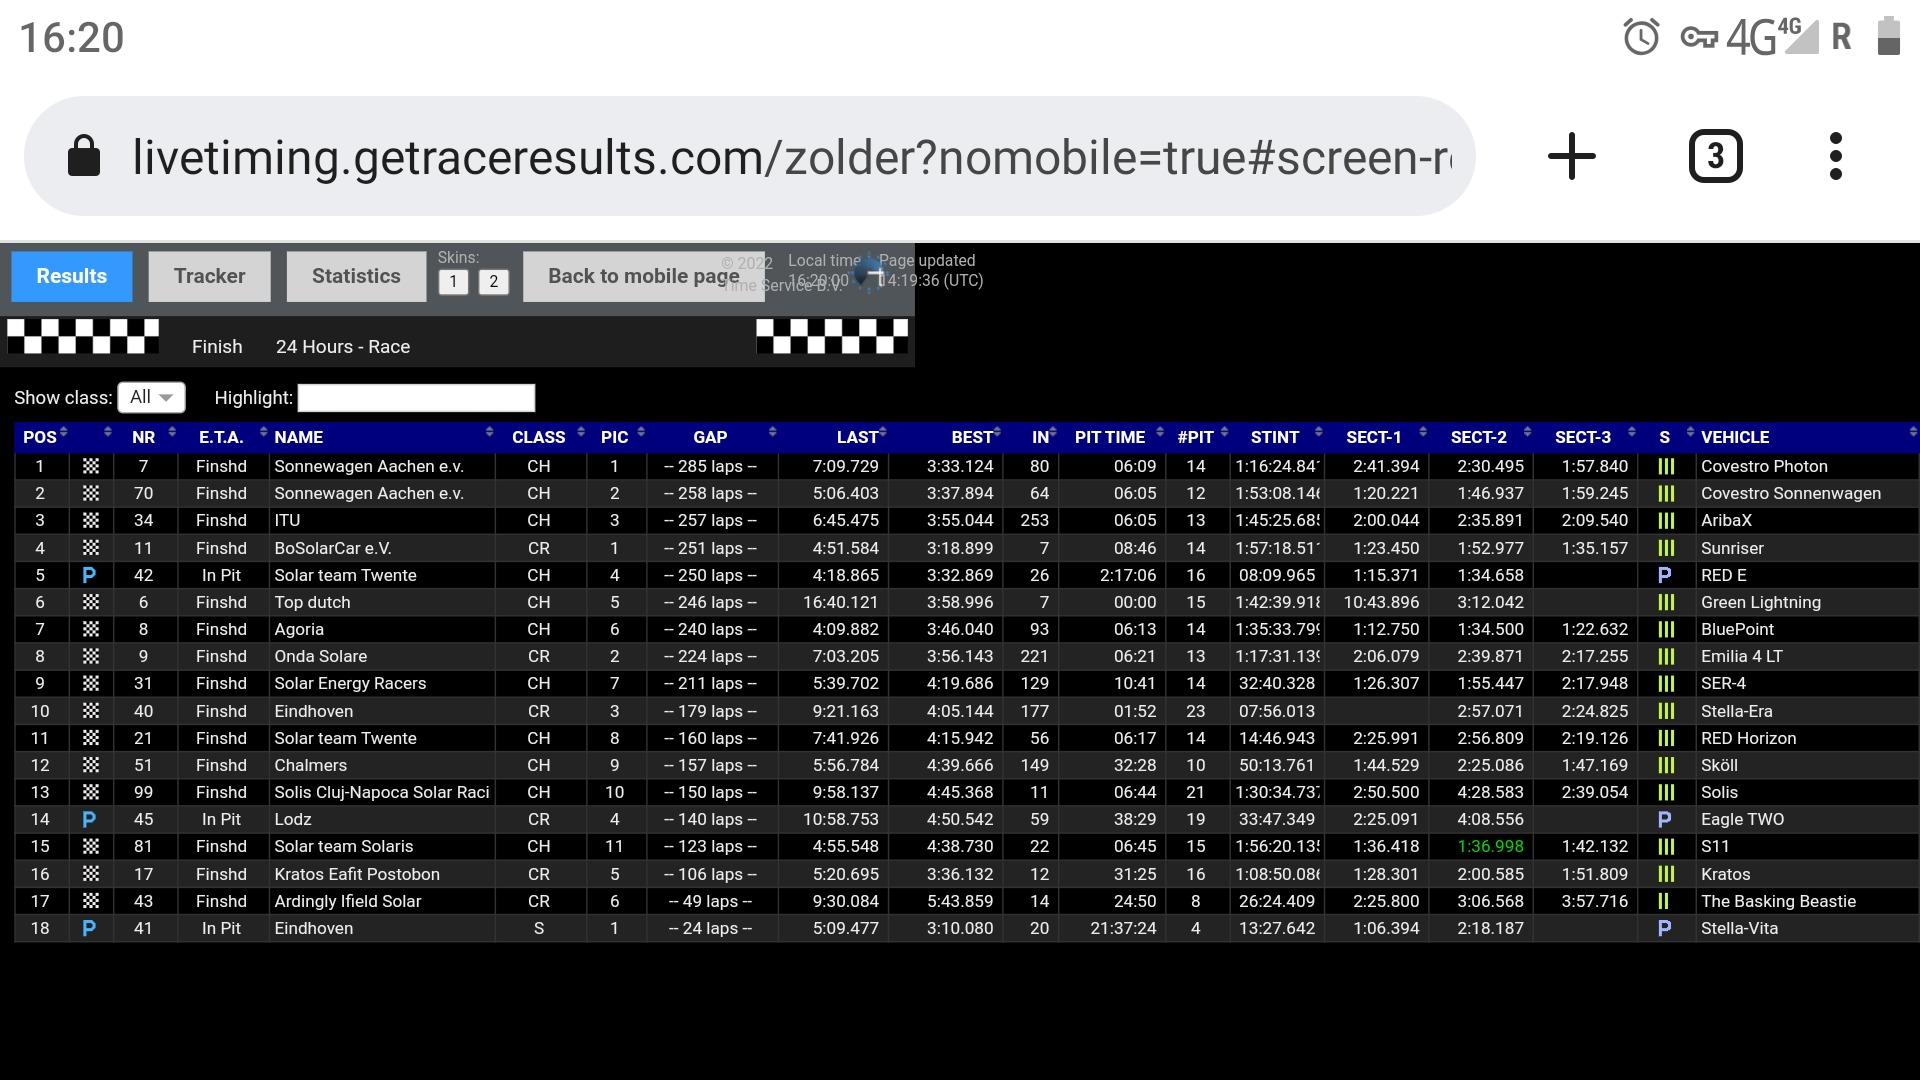 16:20
4G 4G R
livetiming.getraceresults.com/zolder?nomobile=true#screen-r
3
Results Tracker Statistics Skins: 1 2 Back to mobile page
© 2022 Time Service B.V.
Local time 16:20:00
Page updated 14:19:36 (UTC)
Finish 24 Hours - Race
Show class: All Highlight:
POS NR E.T.A. NAME CLASS PIC GAP LAST BEST IN PIT TIME #PIT STINT SECT-1 SECT-2 SECT-3 S VEHICLE
1 7 Finshd Sonnewagen Aachen e.v. CH 1 -- 285 laps -- 7:09.729 3:33.124 80 06:09 14 1:16:24.84 2:41.394 2:30.495 1:57.840 Covestro Photon
2 70 Finshd Sonnewagen Aachen e.v. CH 2 -- 258 laps -- 5:06.403 3:37.894 64 06:05 12 1:53:08.146 1:20.221 1:46.937 1:59.245 Covestro Sonnenwagen
3 34 Finshd ITU CH 3 -- 257 laps -- 6:45.475 3:55.044 253 06:05 13 1:45:25.685 2:00.044 2:35.891 2:09.540 AribaX
4 11 Finshd BoSolarCar e.V. CR 1 -- 251 laps -- 4:51.584 3:18.899 7 08:46 14 1:57:18.51 1:23.450 1:52.977 1:35.157 Sunriser
5 P 42 In Pit Solar team Twente CH 4 -- 250 laps -- 4:18.865 3:32.869 26 2:17:06 16 08:09.965 1:15.371 1:34.658 P RED E
6 6 Finshd Top dutch CH 5 -- 246 laps -- 16:40.121 3:58.996 7 00:00 15 1:42:39.918 10:43.896 3:12.042 Green Lightning
7 8 Finshd Agoria CH 6 -- 240 laps -- 4:09.882 3:46.040 93 06:13 14 1:35:33.799 1:12.750 1:34.500 1:22.632 BluePoint
8 9 Finshd Onda Solare CR 2 -- 224 laps -- 7:03.205 3:56.143 221 06:21 13 1:17:31.139 2:06.079 2:39.871 2:17.255 Emilia 4 LT
9 31 Finshd Solar Energy Racers CH 7 -- 211 laps -- 5:39.702 4:19.686 129 10:41 14 32:40.328 1:26.307 1:55.447 2:17.948 SER-4
10 40 Finshd Eindhoven CR 3 -- 179 laps -- 9:21.163 4:05.144 177 01:52 23 07:56.013 2:57.071 2:24.825 Stella-Era
11 21 Finshd Solar team Twente CH 8 -- 160 laps -- 7:41.926 4:15.942 56 06:17 14 14:46.943 2:25.991 2:56.809 2:19.126 RED Horizon
12 51 Finshd Chalmers CH 9 -- 157 laps -- 5:56.784 4:39.666 149 32:28 10 50:13.761 1:44.529 2:25.086 1:47.169 Sköll
13 99 Finshd Solis Cluj-Napoca Solar Raci CH 10 -- 150 laps -- 9:58.137 4:45.368 11 06:44 21 1:30:34.737 2:50.500 4:28.583 2:39.054 Solis
14 P 45 In Pit Lodz CR 4 -- 140 laps -- 10:58.753 4:50.542 59 38:29 19 33:47.349 2:25.091 4:08.556 P Eagle TWO
15 81 Finshd Solar team Solaris CH 11 -- 123 laps -- 4:55.548 4:38.730 22 06:45 15 1:56:20.135 1:36.418 1:36.998 1:42.132 S11
16 17 Finshd Kratos Eafit Postobon CR 5 -- 106 laps -- 5:20.695 3:36.132 12 31:25 16 1:08:50.086 1:28.301 2:00.585 1:51.809 Kratos
17 43 Finshd Ardingly Ifield Solar CR 6 -- 49 laps -- 9:30.084 5:43.859 14 24:50 8 26:24.409 2:25.800 3:06.568 3:57.716 The Basking Beastie
18 P 41 In Pit Eindhoven S 1 -- 24 laps -- 5:09.477 3:10.080 20 21:37:24 4 13:27.642 1:06.394 2:18.187 P Stella-Vita